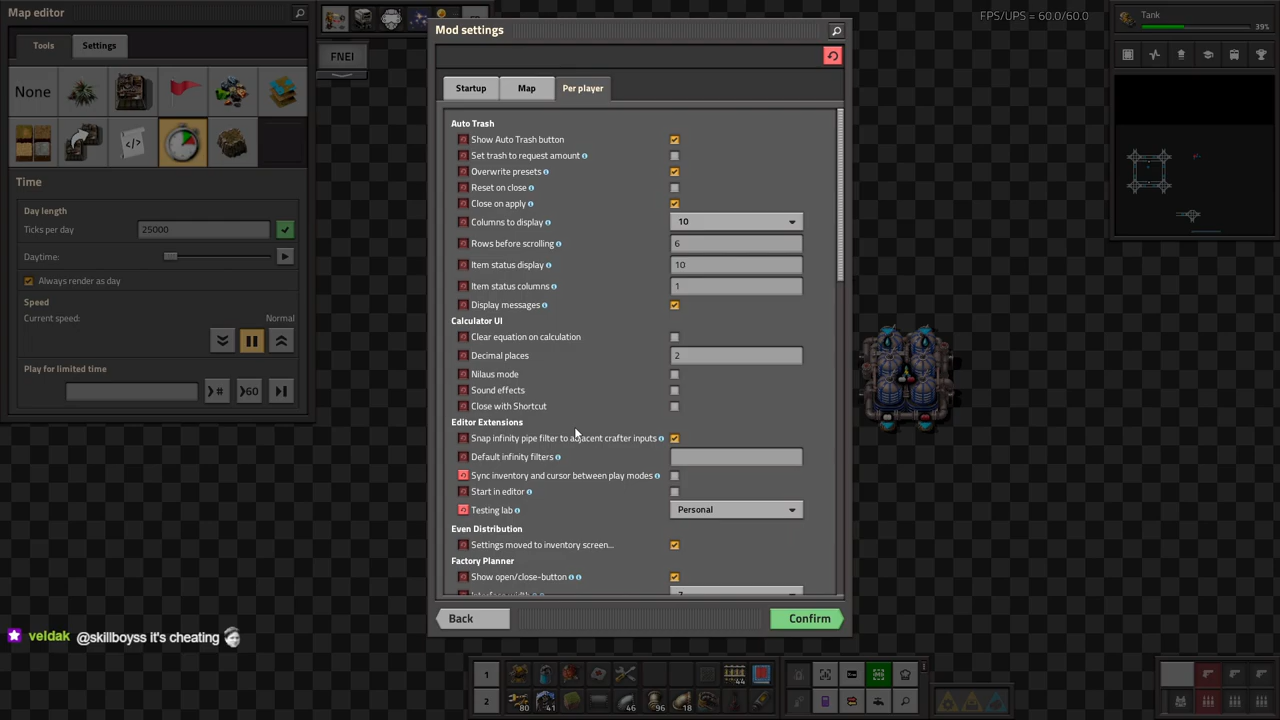 Map editor
Tools
Settings
None
Time
Day length
Ticks per day
25000
Daytime:
Always render as day
Speed
Current speed:
Normal
Play for limited time
>#
>60
FNEI
Mod settings
Startup
Map
Per player
Auto Trash
Show Auto Trash button
Set trash to request amount
Overwrite presets
Reset on close
Close on apply
Columns to display
10
Rows before scrolling
6
Item status display
10
Item status columns
1
Display messages
Calculator UI
Clear equation on calculation
Decimal places
2
Nilaus mode
Sound effects
Close with Shortcut
Editor Extensions
Snap infinity pipe filter to adjacent crafter inputs
Default infinity filters
Sync inventory and cursor between play modes
Start in editor
Testing lab
Personal
Even Distribution
Settings moved to inventory screen...
Factory Planner
Show open/close-button
Back
Confirm
FPS/UPS = 60.0/60.0
Tank
39%
veldak @skillboyss it's cheating
1
44
2
80
41
46
96
18